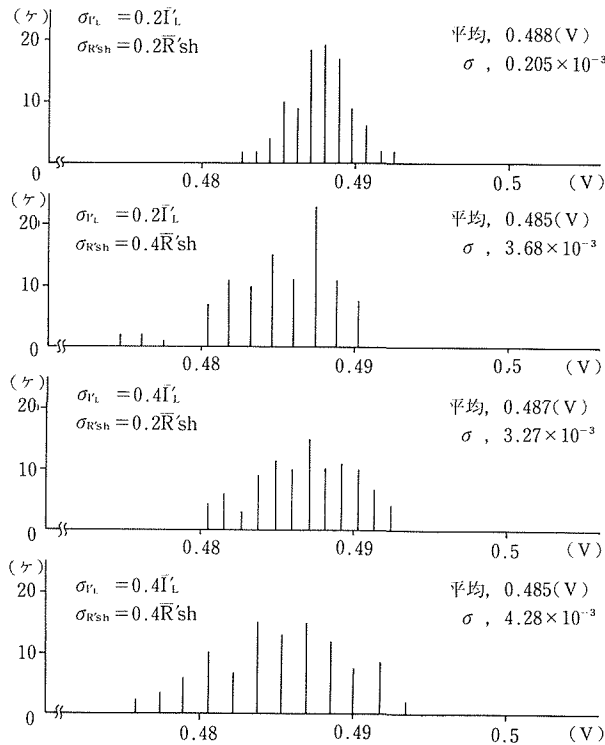 (ケ)
σI'L =0.2Ī'L
σR'sh =0.2R̄'sh
平均, 0.488(V)
σ , 0.205×10⁻³
20
10
0
0.48
0.49
0.5
(V)
(ケ)
σI'L =0.2Ī'L
σR'sh =0.4R̄'sh
平均, 0.485(V)
σ , 3.68×10⁻³
20
10
0
0.48
0.49
0.5
(V)
(ケ)
σI'L =0.4Ī'L
σR'sh =0.2R̄'sh
平均, 0.487(V)
σ , 3.27×10⁻³
20
10
0
0.48
0.49
0.5
(V)
(ケ)
σI'L =0.4Ī'L
σR'sh =0.4R̄'sh
平均, 0.485(V)
σ , 4.28×10⁻³
20
10
0
0.48
0.49
0.5
(V)